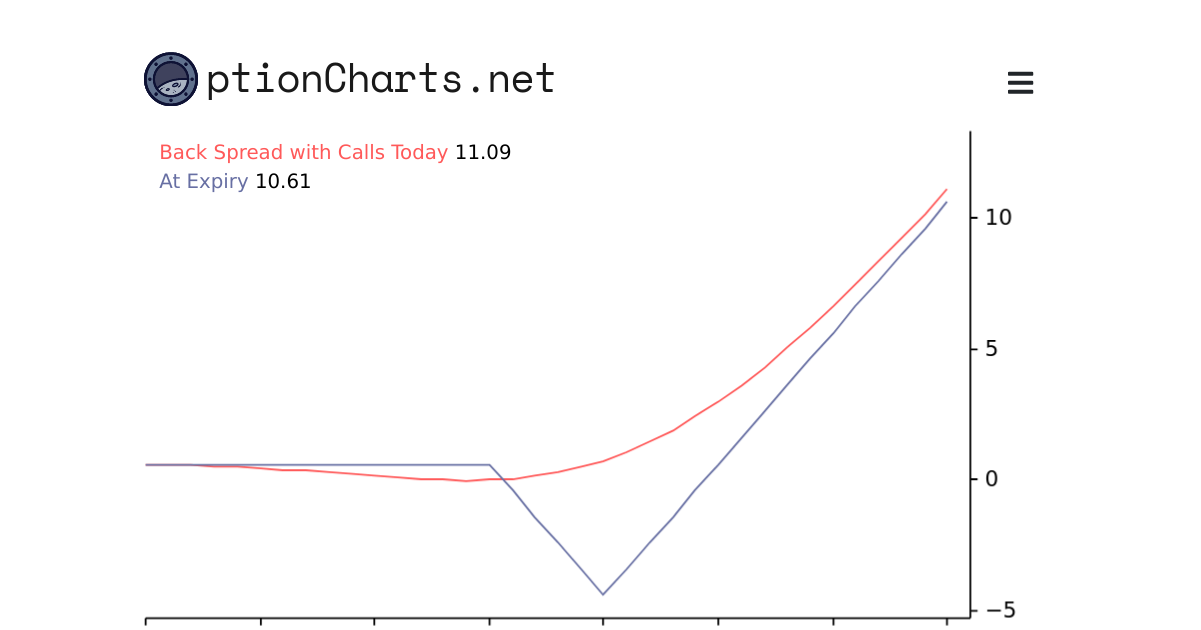 ptionCharts.net
Back Spread with Calls Today 11.09
At Expiry 10.61
10
5
0
−5